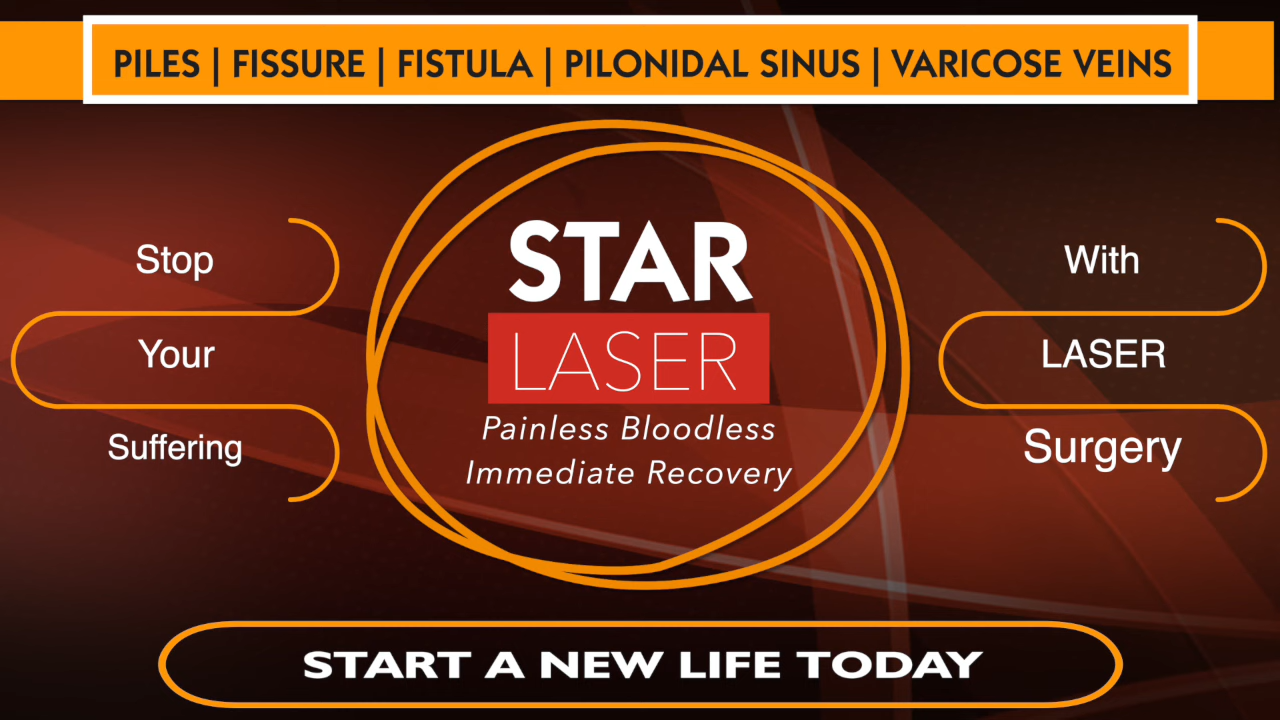 PILES | FISSURE | FISTULA | PILONIDAL SINUS | VARICOSE VEINS
Stop
Your
Suffering
STAR
LASER
Painless Bloodless
Immediate Recovery
With
LASER
Surgery
START A NEW LIFE TODAY